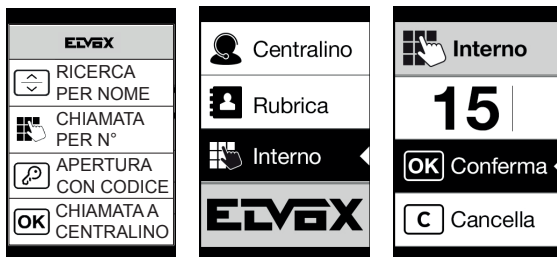 ELVOX
RICERCA
PER NOME
CHIAMATA
PER N°
APERTURA
CON CODICE
OK CHIAMATA A
CENTRALINO
Centralino
Rubrica
Interno
ELVOX
Interno
15
OK Conferma
C Cancella